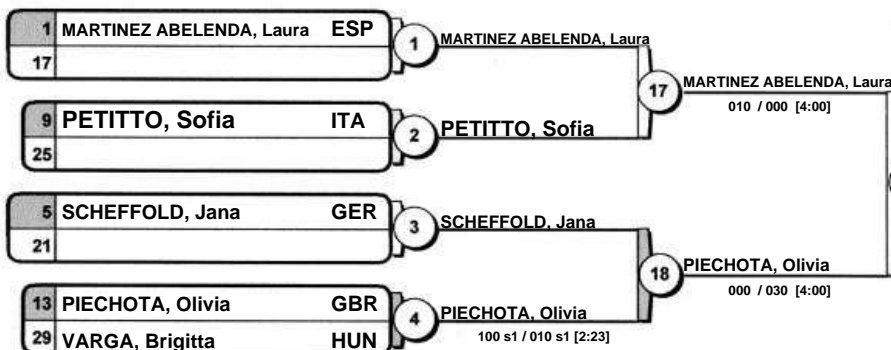 1 MARTINEZ ABELENDA, Laura ESP
17
1
MARTINEZ ABELENDA, Laura
17
MARTINEZ ABELENDA, Laura
010 / 000 [4:00]
9 PETITTO, Sofia ITA
25
2
PETITTO, Sofia
5 SCHEFFOLD, Jana GER
21
3
SCHEFFOLD, Jana
18
PIECHOTA, Olivia
000 / 030 [4:00]
13 PIECHOTA, Olivia GBR
29 VARGA, Brigitta HUN
4
PIECHOTA, Olivia
100 s1 / 010 s1 [2:23]